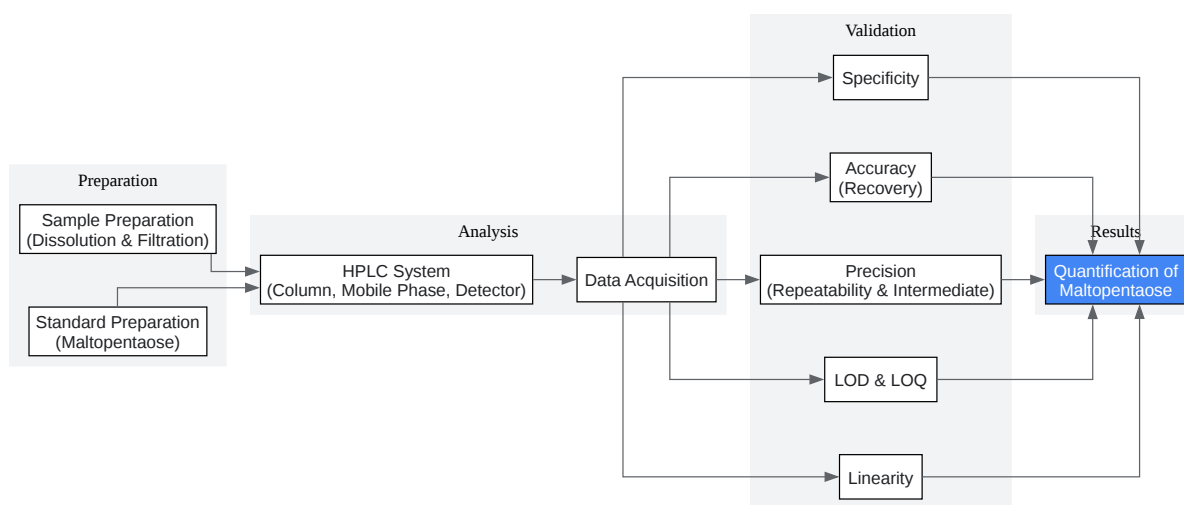 Preparation
Sample Preparation
(Dissolution & Filtration)
Standard Preparation
(Maltopentaose)
Analysis
HPLC System
(Column, Mobile Phase, Detector)
Data Acquisition
Validation
Specificity
Accuracy
(Recovery)
Precision
(Repeatability & Intermediate)
LOD & LOQ
Linearity
Results
Quantification of
Maltopentaose